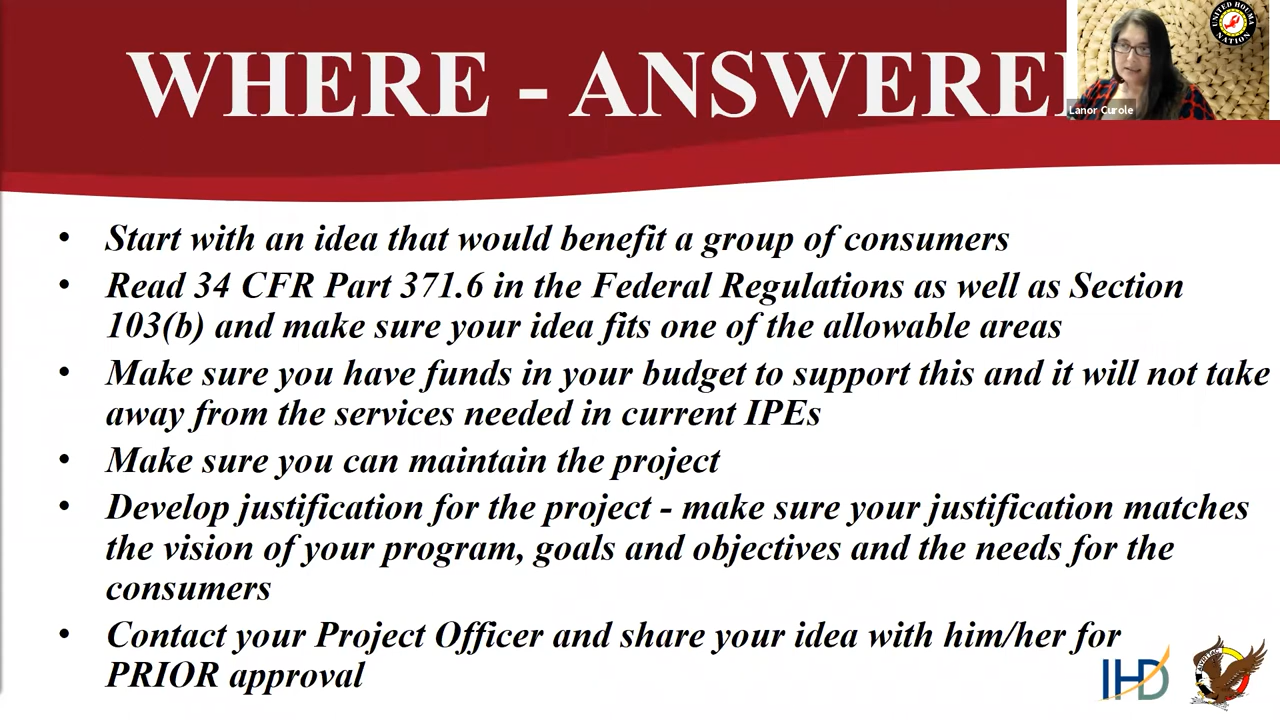 WHERE - ANSWERE
UNITED HOUMA
NATION
Lanor Curole
• Start with an idea that would benefit a group of consumers
• Read 34 CFR Part 371.6 in the Federal Regulations as well as Section
103(b) and make sure your idea fits one of the allowable areas
• Make sure you have funds in your budget to support this and it will not take
away from the services needed in current IPEs
• Make sure you can maintain the project
• Develop justification for the project - make sure your justification matches
the vision of your program, goals and objectives and the needs for the
consumers
• Contact your Project Officer and share your idea with him/her for
PRIOR approval
IHD